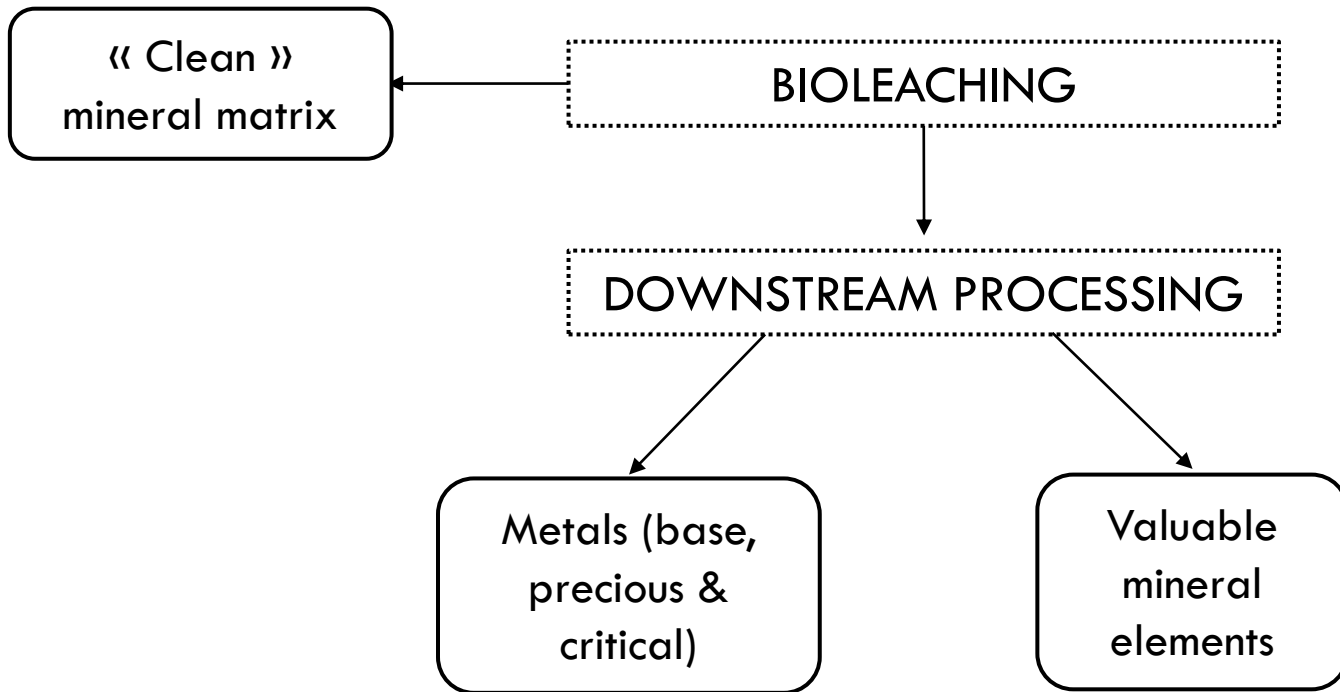 « Clean »
mineral matrix
BIOLEACHING
DOWNSTREAM PROCESSING
Metals (base,
precious &
critical)
Valuable
mineral
elements